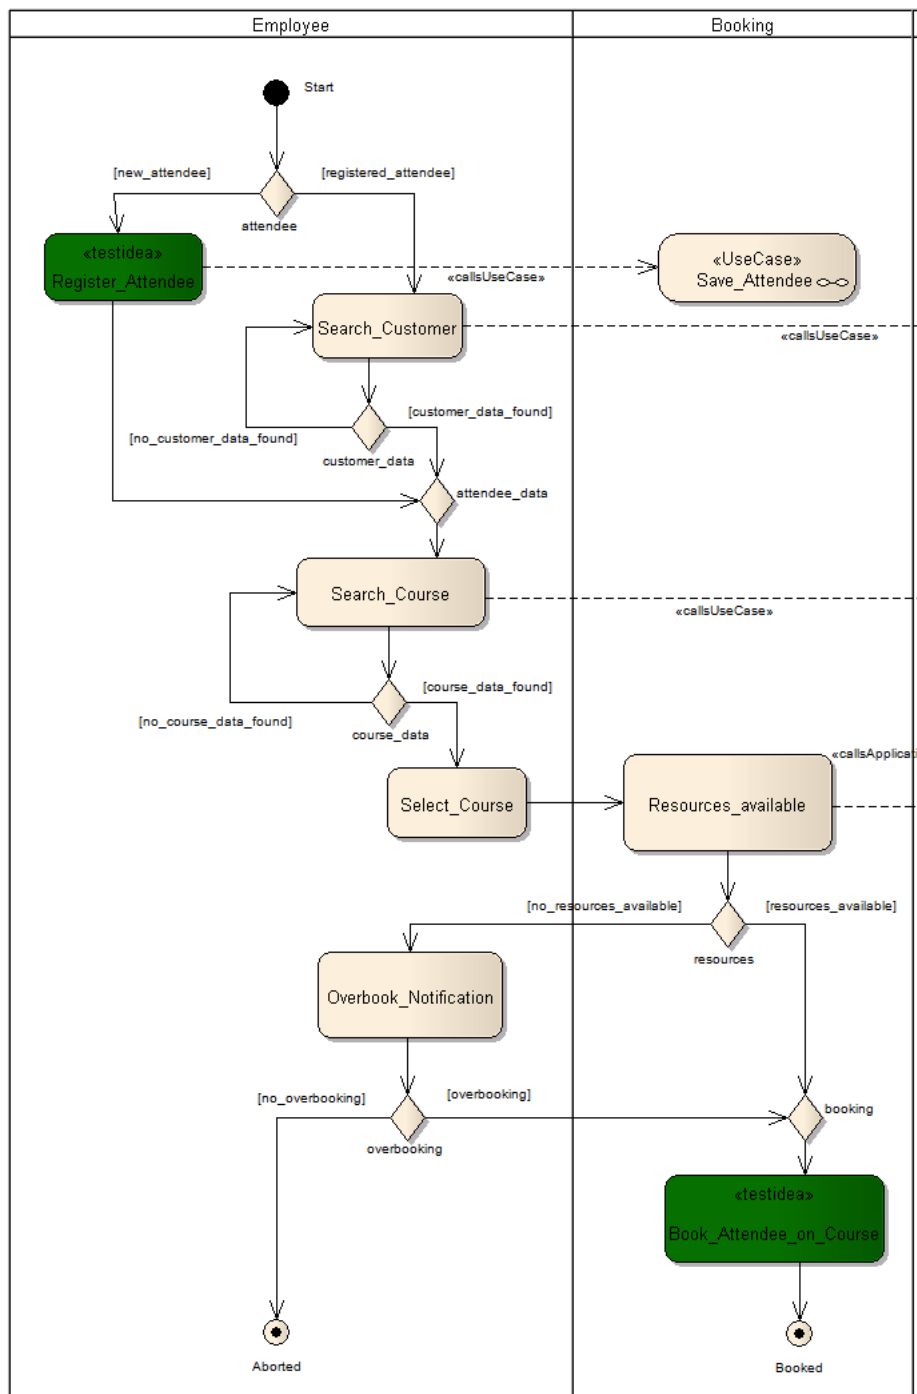 Employee
Booking
Start
[new_attendee]
[registered_attendee]
attendee
«testidea»
Register_Attendee
«callsUseCase»
«UseCase»
Save_Attendee
Search_Customer
«callsUseCase»
[customer_data_found]
[no_customer_data_found]
customer_data
attendee_data
Search_Course
«callsUseCase»
[course_data_found]
[no_course_data_found]
course_data
«callsApplicati
Select_Course
Resources_available
[no_resources_available]
[resources_available]
resources
Overbook_Notification
[no_overbooking]
[overbooking]
booking
overbooking
«testidea»
Book_Attendee_on_Course
Aborted
Booked